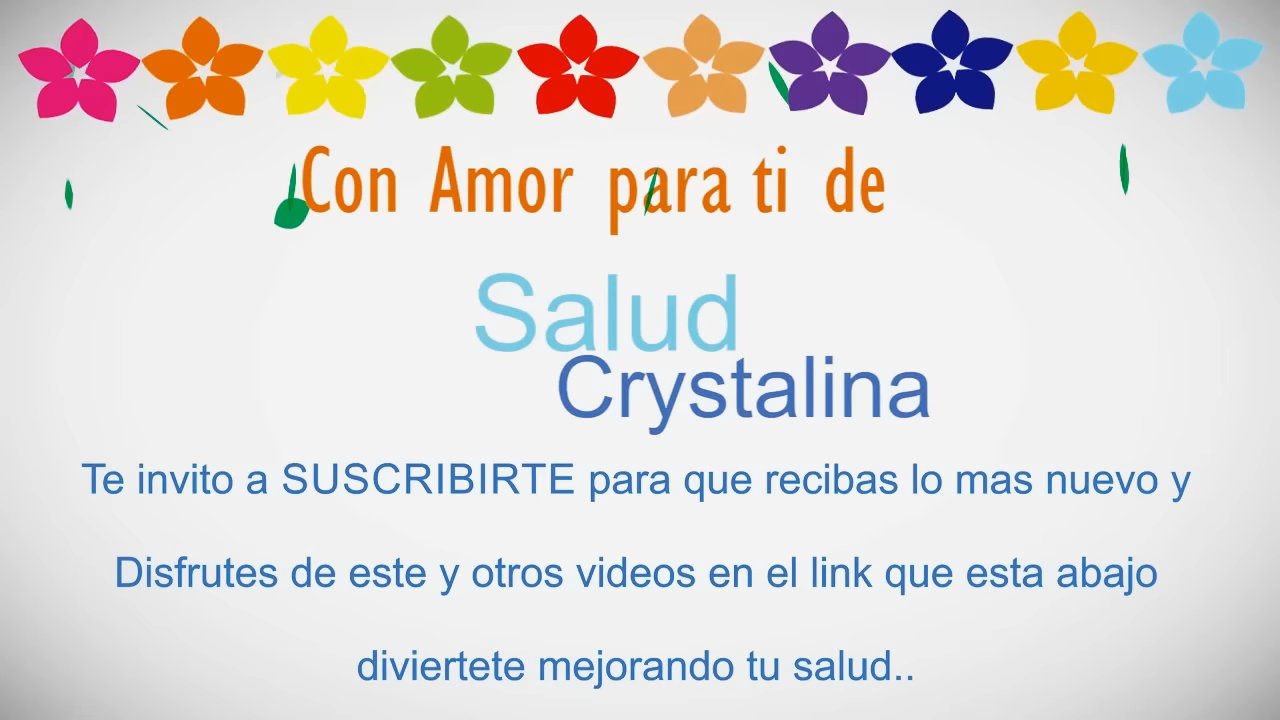 Con Amor para ti de
Salud
Crystalina
Te invito a SUSCRIBIRTE para que recibas lo mas nuevo y
Disfrutes de este y otros videos en el link que esta abajo
diviertete mejorando tu salud..